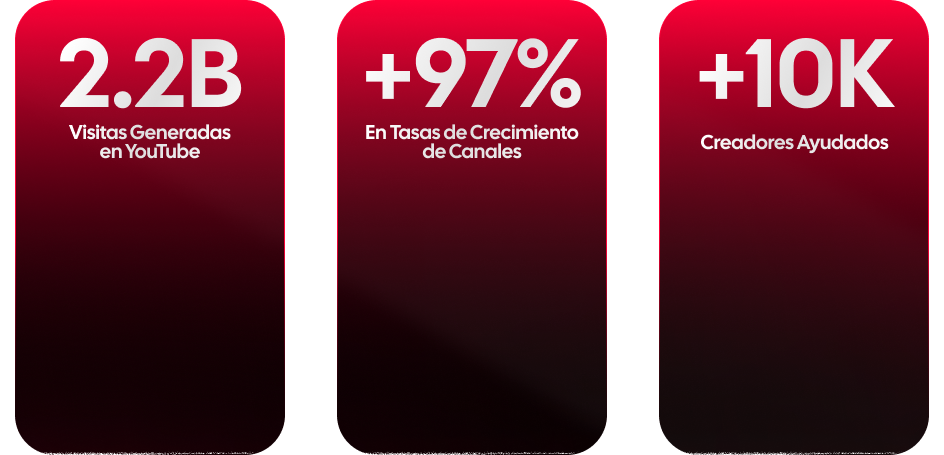 2.2B
Visitas Generadas
en YouTube
+97%
En Tasas de Crecimiento
de Canales
+10K
Creadores Ayudados